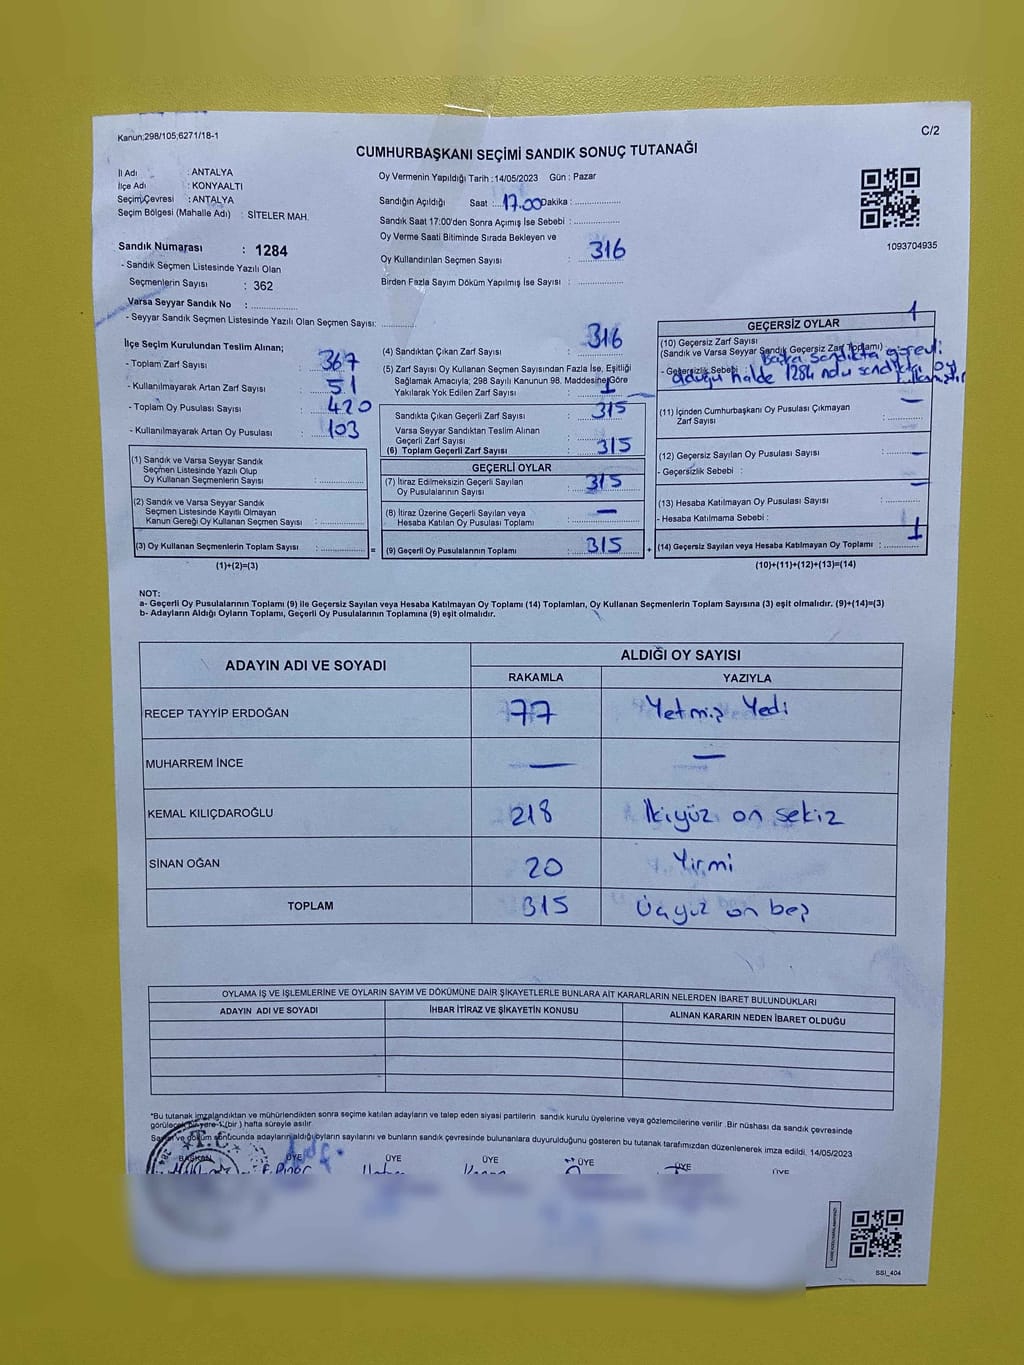 Kanun;298/105,6271/18-1
C/2
CUMHURBAŞKANI SEÇİMİ SANDIK SONUÇ TUTANAĞI
İl Adı : ANTALYA
İlçe Adı : KONYAALTI
Seçim Çevresi : ANTALYA
Seçim Bölgesi (Mahalle Adı) : SİTELER MAH.
Oy Vermenin Yapıldığı Tarih :14/05/2023 Gün : Pazar
Sandığın Açıldığı Saat : 17.00 Dakika :
Sandık Saat 17:00'den Sonra Açımış İse Sebebi :
Oy Verme Saati Bitiminde Sırada Bekleyen ve
Oy Kullandırılan Seçmen Sayısı : 316
Birden Fazla Sayım Döküm Yapılmış İse Sayısı :
1093704935
Sandık Numarası : 1284
- Sandık Seçmen Listesinde Yazılı Olan
Seçmenlerin Sayısı : 362
Varsa Seyyar Sandık No :
- Seyyar Sandık Seçmen Listesinde Yazılı Olan Seçmen Sayısı:
İlçe Seçim Kurulundan Teslim Alınan;
- Toplam Zarf Sayısı : 367
- Kullanılmayarak Artan Zarf Sayısı : 51
- Toplam Oy Pusulası Sayısı : 420
- Kullanılmayarak Artan Oy Pusulası : 103
(1) Sandık ve Varsa Seyyar Sandık
Seçmen Listesinde Yazılı Olup
Oy Kullanan Seçmenlerin Sayısı :
(2) Sandık ve Varsa Seyyar Sandık
Seçmen Listesinde Kayıtlı Olmayan
Kanun Gereği Oy Kullanan Seçmen Sayısı :
(3) Oy Kullanan Seçmenlerin Toplam Sayısı : =
(1)+(2)=(3)
(4) Sandıktan Çıkan Zarf Sayısı : 316
(5) Zarf Sayısı Oy Kullanan Seçmen Sayısından Fazla İse, Eşitliği
Sağlamak Amacıyla; 298 Sayılı Kanunun 98. Maddesine Göre
Yakılarak Yok Edilen Zarf Sayısı : 1
Sandıkta Çıkan Geçerli Zarf Sayısı : 315
Varsa Seyyar Sandıktan Teslim Alınan
Geçerli Zarf Sayısı :
(6) Toplam Geçerli Zarf Sayısı : 315
GEÇERLİ OYLAR
(7) İtiraz Edilmeksizin Geçerli Sayılan
Oy Pusulalarının Sayısı : 315
(8) İtiraz Üzerine Geçerli Sayılan veya
Hesaba Katılan Oy Pusulası Toplamı : —
(9) Geçerli Oy Pusulalarının Toplamı : 315 +
1
GEÇERSİZ OYLAR
(10) Geçersiz Zarf Sayısı
(Sandık ve Varsa Seyyar Sandık Geçersiz Zarf Toplamı)
Başka sandıkta görevli
- Geçersizlik Sebebi :
olduğu halde 1284 nolu sandıkta oy
kullanmıştır
(11) İçinden Cumhurbaşkanı Oy Pusulası Çıkmayan
Zarf Sayısı : —
(12) Geçersiz Sayılan Oy Pusulası Sayısı : —
- Geçersizlik Sebebi :
(13) Hesaba Katılmayan Oy Pusulası Sayısı : —
- Hesaba Katılmama Sebebi :
(14) Geçersiz Sayılan veya Hesaba Katılmayan Oy Toplamı : 1
(10)+(11)+(12)+(13)=(14)
NOT:
a- Geçerli Oy Pusulalarının Toplamı (9) ile Geçersiz Sayılan veya Hesaba Katılmayan Oy Toplamı (14) Toplamları, Oy Kullanan Seçmenlerin Toplam Sayısına (3) eşit olmalıdır. (9)+(14)=(3)
b- Adayların Aldığı Oyların Toplamı, Geçerli Oy Pusulalarının Toplamına (9) eşit olmalıdır.
ADAYIN ADI VE SOYADI
ALDIĞI OY SAYISI
RAKAMLA YAZIYLA
RECEP TAYYİP ERDOĞAN 77 Yetmiş Yedi
MUHARREM İNCE — —
KEMAL KILIÇDAROĞLU 218 İkiyüz on sekiz
SİNAN OĞAN 20 Yirmi
TOPLAM 315 Üçyüz on beş
OYLAMA İŞ VE İŞLEMLERİNE VE OYLARIN SAYIM VE DÖKÜMÜNE DAİR ŞİKAYETLERLE BUNLARA AİT KARARLARIN NELERDEN İBARET BULUNDUKLARI
ADAYIN ADI VE SOYADI İHBAR İTİRAZ VE ŞİKAYETİN KONUSU ALINAN KARARIN NEDEN İBARET OLDUĞU
*Bu tutanak imzalandıktan ve mühürlendikten sonra seçime katılan adayların ve talep eden siyasi partilerin sandık kurulu üyelerine veya gözlemcilerine verilir. Bir nüshası da sandık çevresinde
görülecek bir yere 1 (bir) hafta süreyle asılır.
Sayım ve döküm sonucunda adayların aldığı oyların sayılarını ve bunların sandık çevresinde bulunanlara duyurulduğunu gösteren bu tutanak tarafımızdan düzenlenerek imza edildi. 14/05/2023
T.C.
BAŞKAN ÜYE ÜYE ÜYE ** ÜYE ÜYE ÜYE
SSI_404